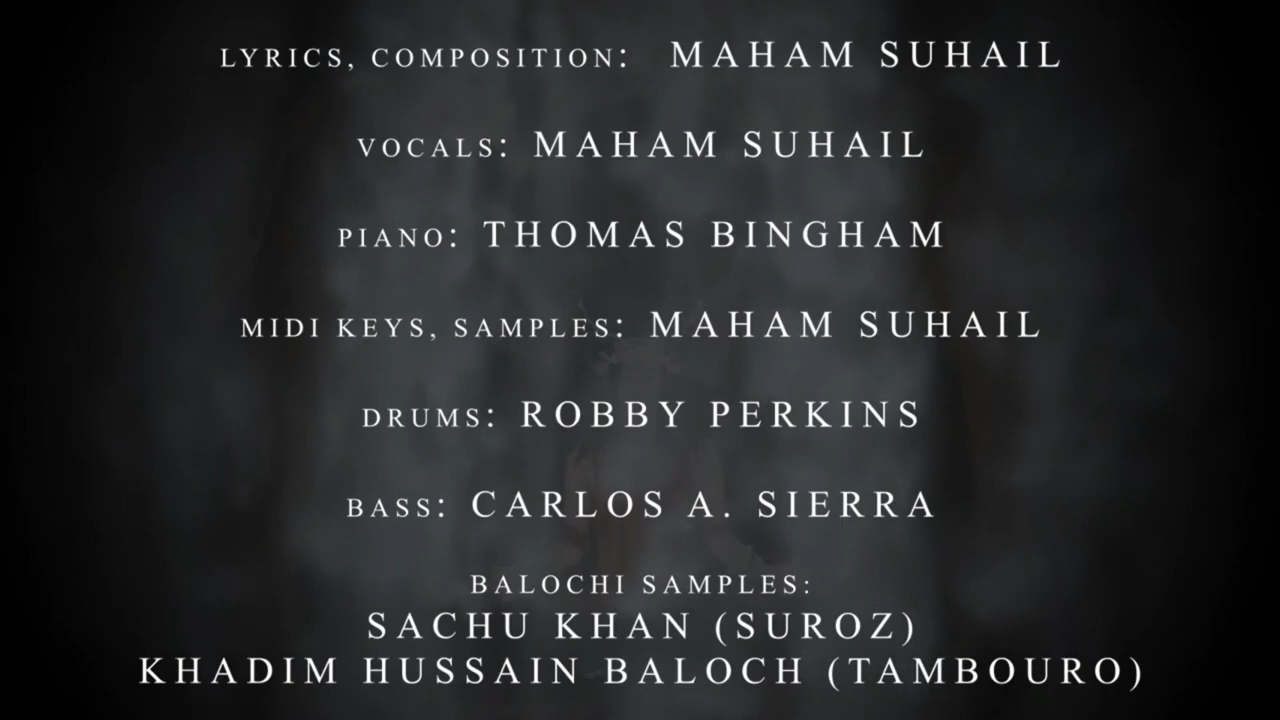 LYRICS, COMPOSITION: MAHAM SUHAIL
VOCALS: MAHAM SUHAIL
PIANO: THOMAS BINGHAM
MIDI KEYS, SAMPLES: MAHAM SUHAIL
DRUMS: ROBBY PERKINS
BASS: CARLOS A. SIERRA
BALOCHI SAMPLES:
SACHU KHAN (SUROZ)
KHADIM HUSSAIN BALOCH (TAMBOURO)